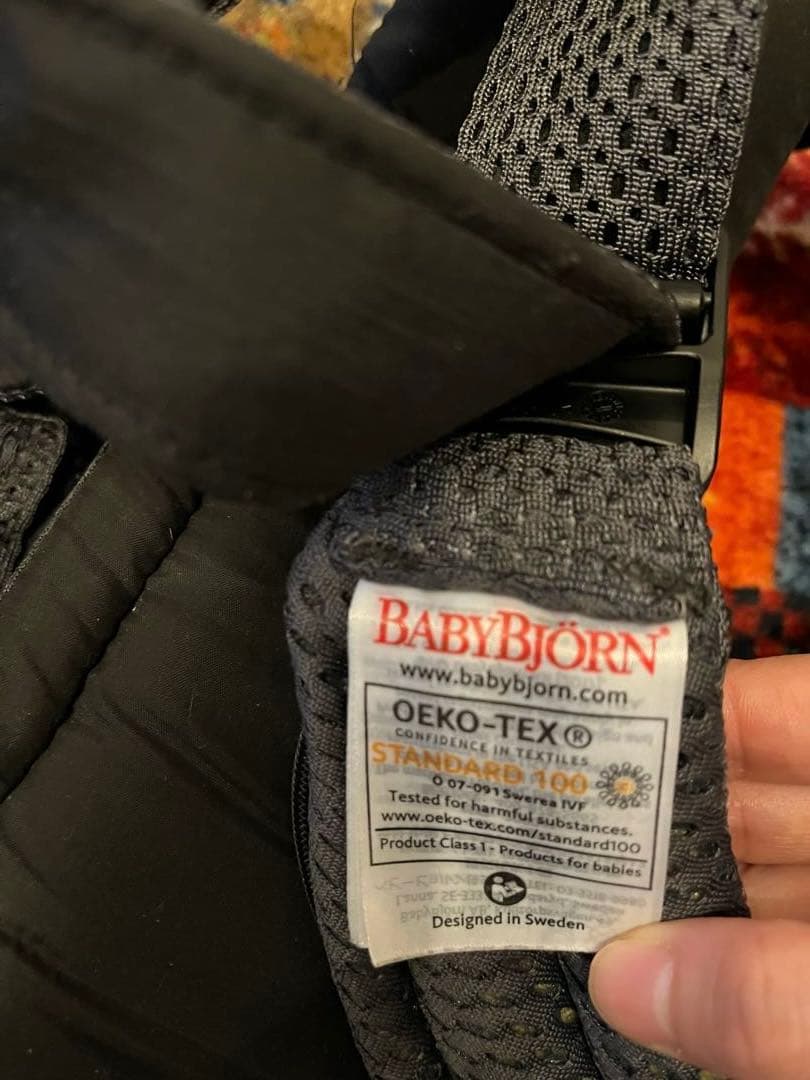 BABYBJÖRN®
www.babybjorn.com
OEKO-TEX®
CONFIDENCE IN TEXTILES
STANDARD 100
O 07-091 Swerea IVF
Tested for harmful substances.
www.oeko-tex.com/standard100
Product Class 1 - Products for babies
Designed in Sweden